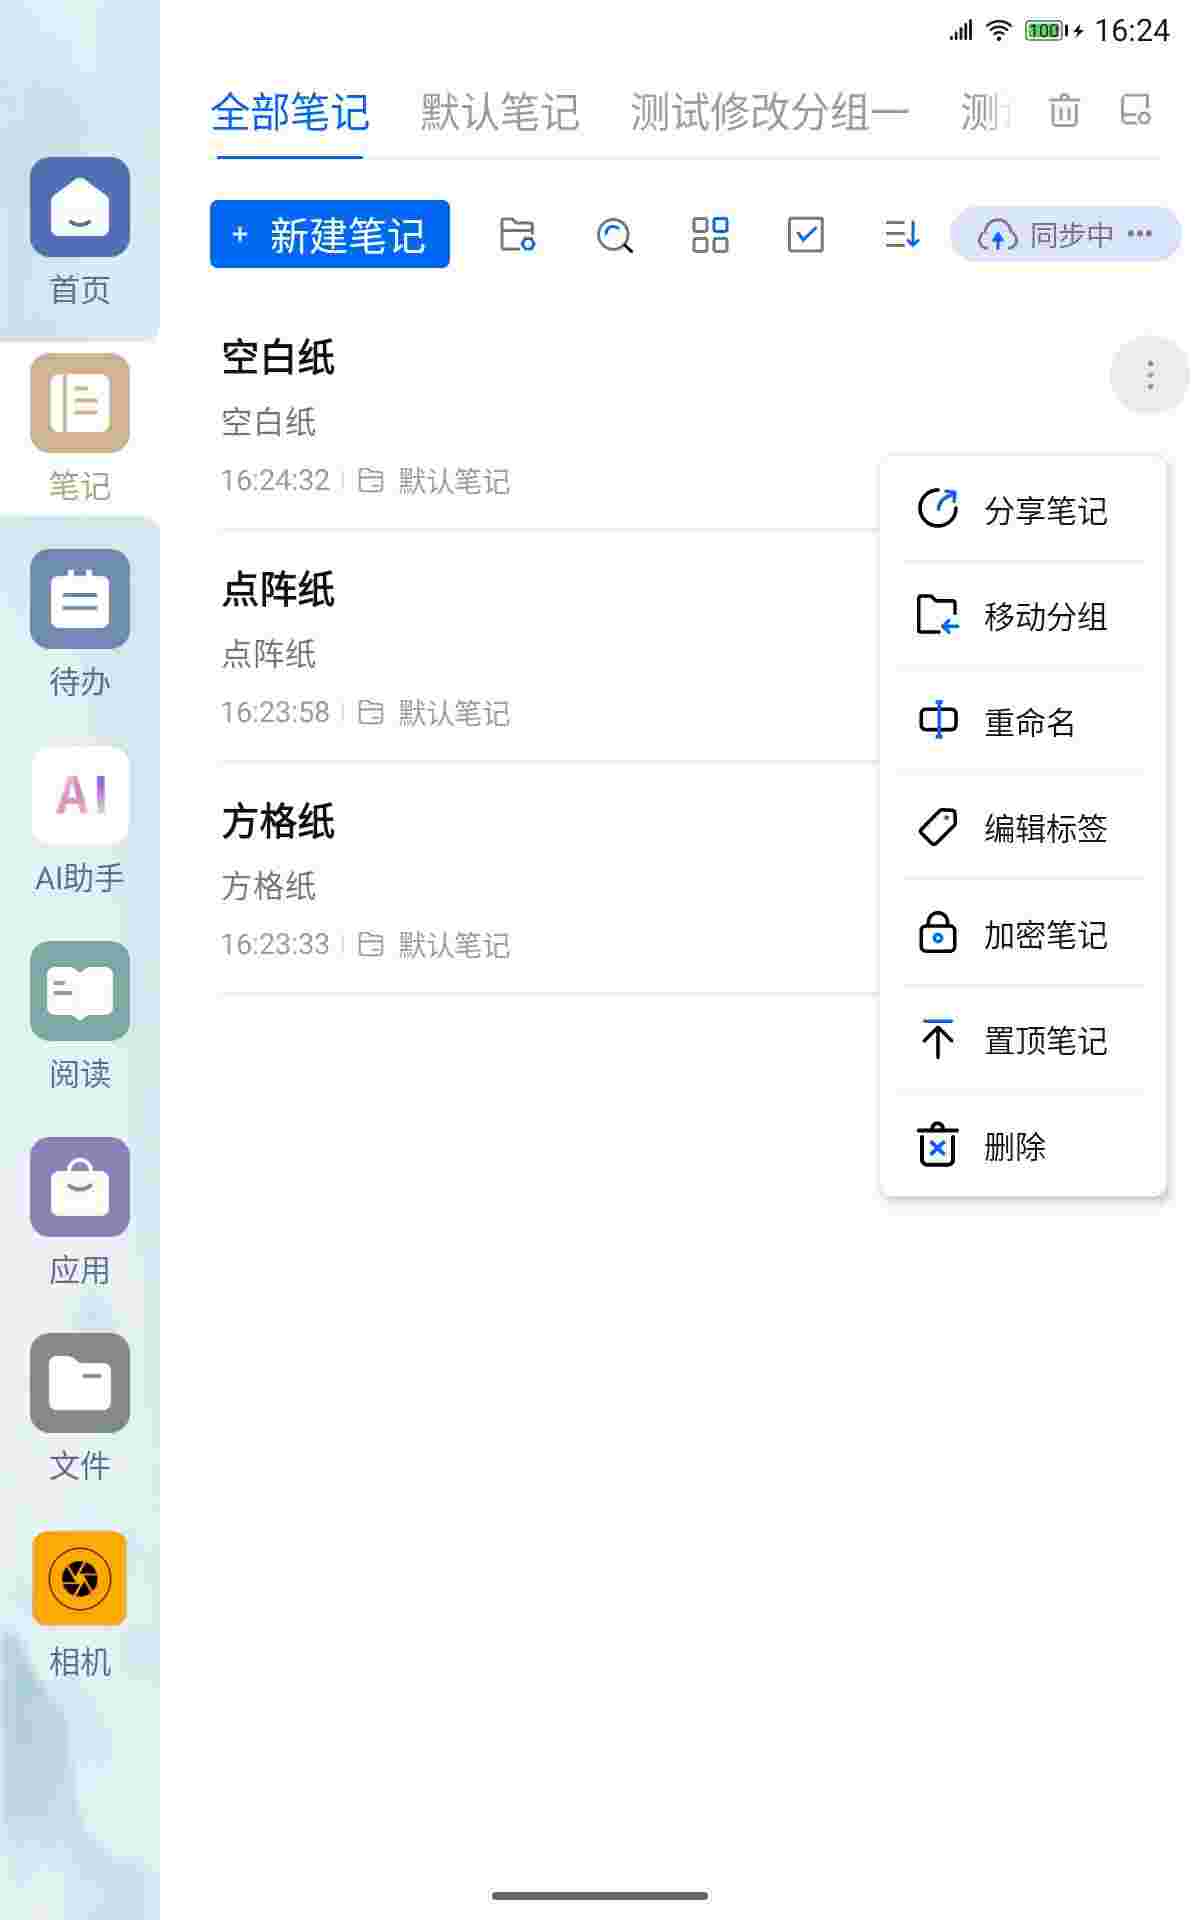 100 16:24
全部笔记 默认笔记 测试修改分组一 测
+ 新建笔记 同步中 •••
首页
笔记
待办
AI
AI助手
阅读
应用
文件
相机
空白纸
空白纸
16:24:32 默认笔记
点阵纸
点阵纸
16:23:58 默认笔记
方格纸
方格纸
16:23:33 默认笔记
分享笔记
移动分组
重命名
编辑标签
加密笔记
置顶笔记
删除